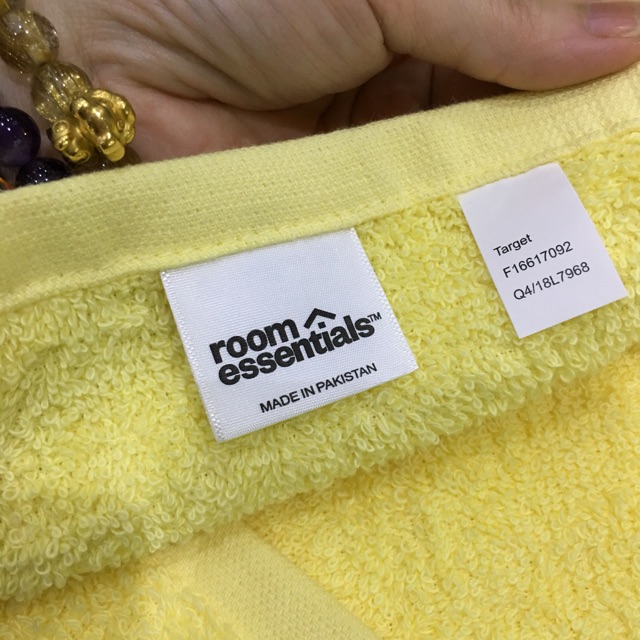 room
essentials™
MADE IN PAKISTAN
Target
F16617092
Q4/18L7968